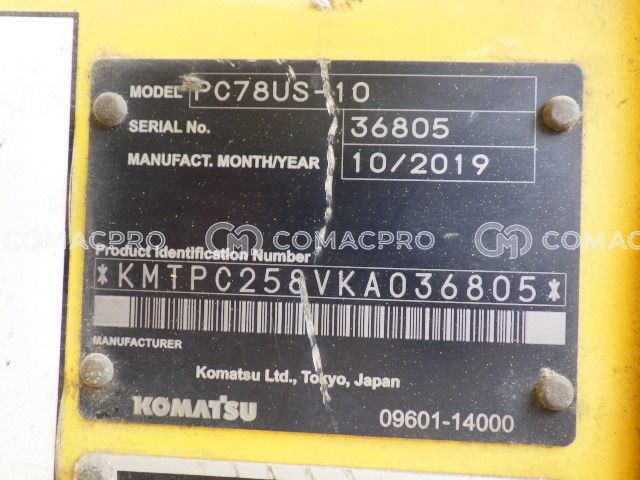 MODEL PC78US-10
SERIAL No. 36805
MANUFACT. MONTH/YEAR 10/2019
COMACPRO COMACPRO COMACPRO
Product Identification Number
*KMTPC258VKA036805*
MANUFACTURER
Komatsu Ltd., Tokyo, Japan
KOMATSU 09601-14000